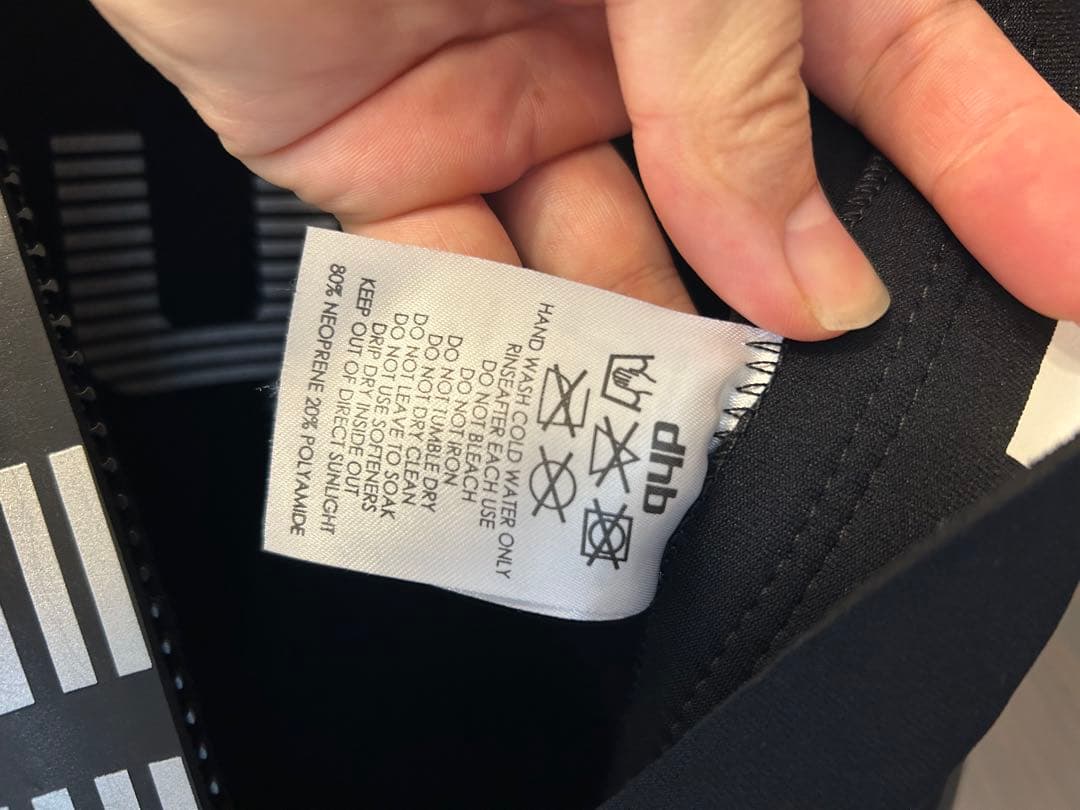 dhb
HAND WASH COLD WATER ONLY
RINSEAFTER EACH USE
DO NOT BLEACH
DO NOT IRON
DO NOT TUMBLE DRY
DO NOT DRY CLEAN
DO NOT LEAVE TO SOAK
DO NOT USE SOFTENERS
DRIP DRY INSIDE OUT
KEEP OUT OF DIRECT SUNLIGHT
80% NEOPRENE 20% POLYAMIDE